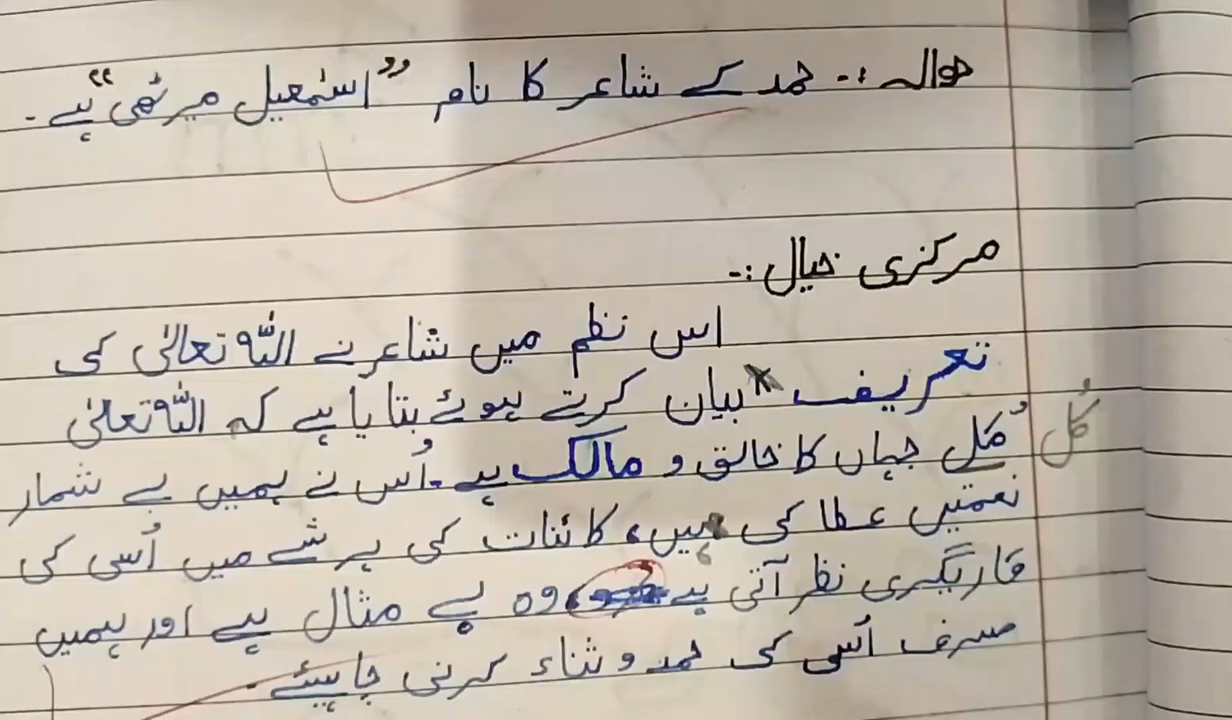 حوالہ :- حمد کے شاعر کا نام "اسمٰعیل میرٹھی" ہے۔
مرکزی خیال :-
اس نظم میں شاعر نے اللّٰہ تعالیٰ کی
تعریف بیان کرتے ہوئے بتایا ہے کہ اللّٰہ تعالیٰ
کُل جہاں کا خالق و مالک ہے۔ اُس نے ہمیں بے شمار کُل
نعمتیں عطا کی ہیں، کائنات کی ہر شے میں اُسی کی
قاریگری نظر آتی ہے، وہ بے مثال ہے اور ہمیں
صرف اُسی کی حمد و ثناء کرنی چاہیئے۔